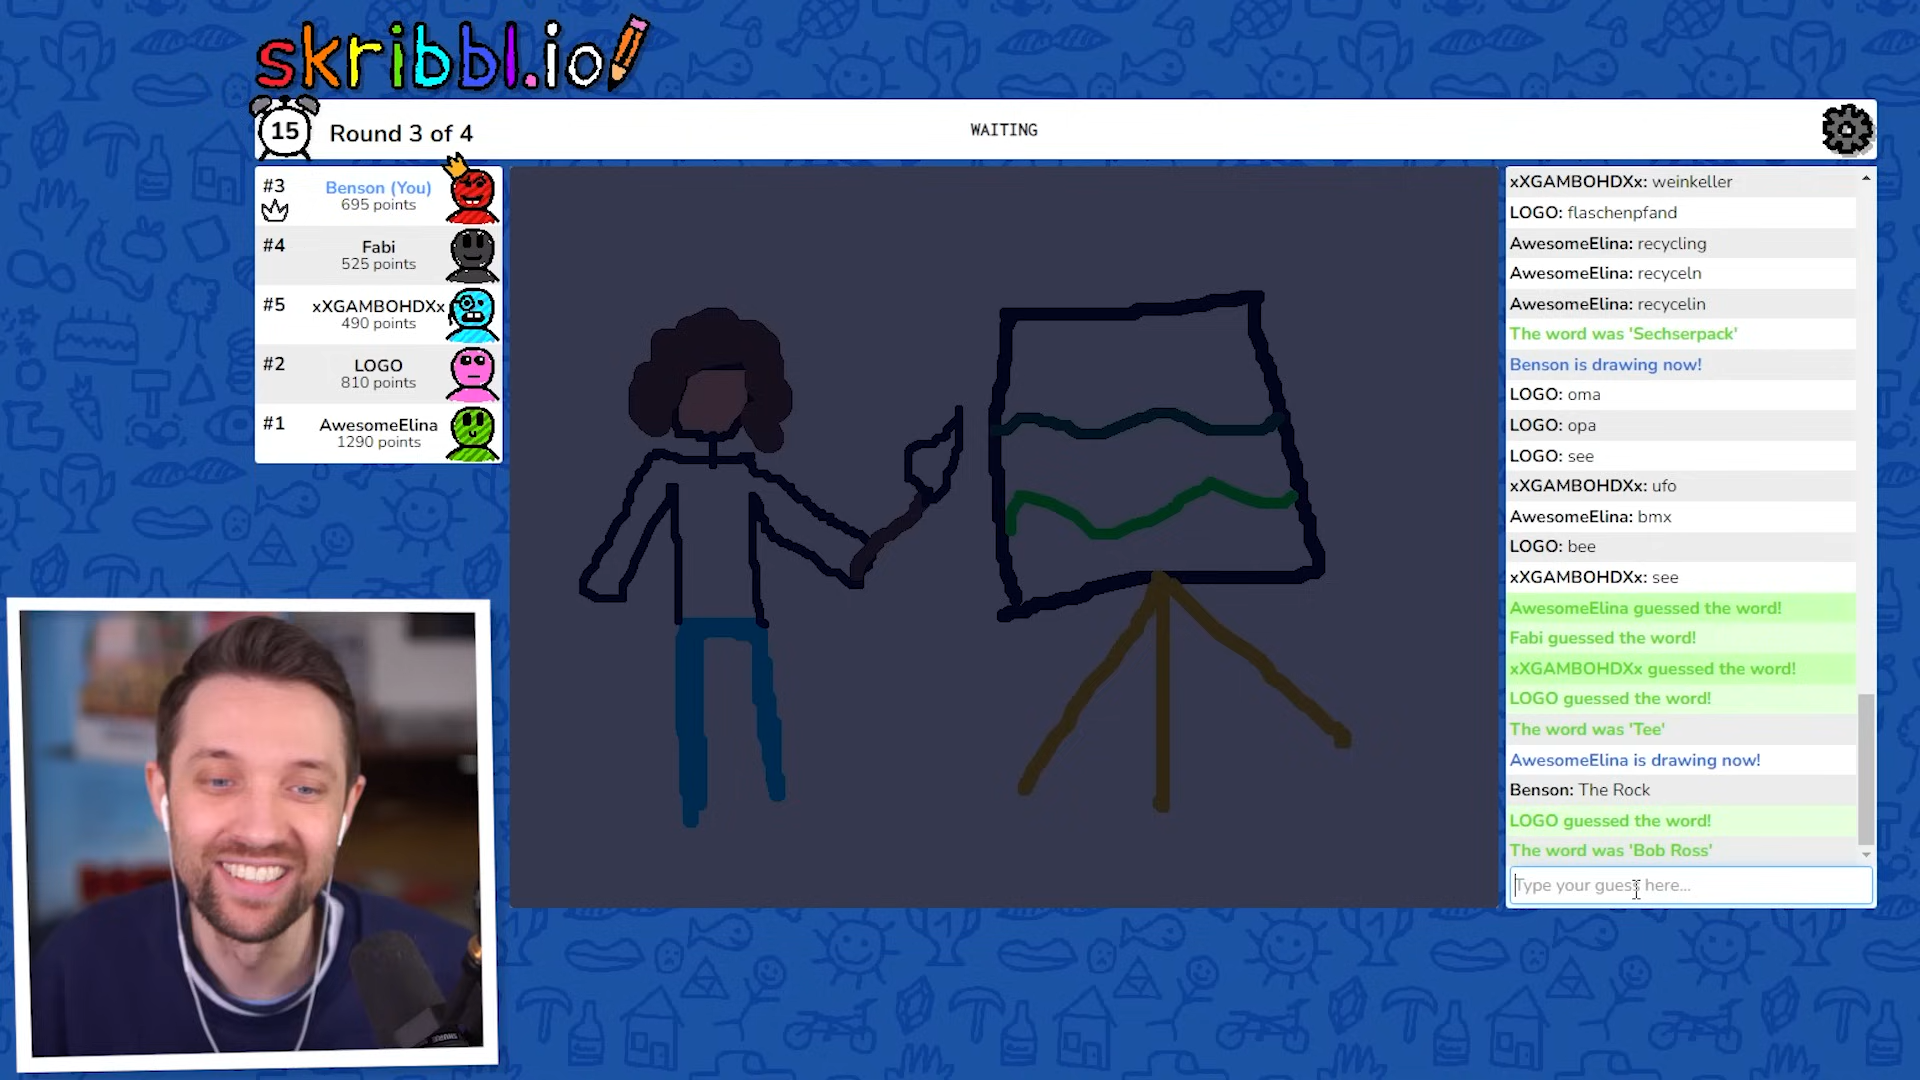 skribbl.io
15
Round 3 of 4
WAITING
#3
Benson (You)
695 points
#4
Fabi
525 points
#5
xXGAMBOHDXx
490 points
#2
LOGO
810 points
#1
AwesomeElina
1290 points
xXGAMBOHDXx: weinkeller
LOGO: flaschenpfand
AwesomeElina: recycling
AwesomeElina: recyceln
AwesomeElina: recycelin
The word was 'Sechserpack'
Benson is drawing now!
LOGO: oma
LOGO: opa
LOGO: see
xXGAMBOHDXx: ufo
AwesomeElina: bmx
LOGO: bee
xXGAMBOHDXx: see
AwesomeElina guessed the word!
Fabi guessed the word!
xXGAMBOHDXx guessed the word!
LOGO guessed the word!
The word was 'Tee'
AwesomeElina is drawing now!
Benson: The Rock
LOGO guessed the word!
The word was 'Bob Ross'
Type your guess here...